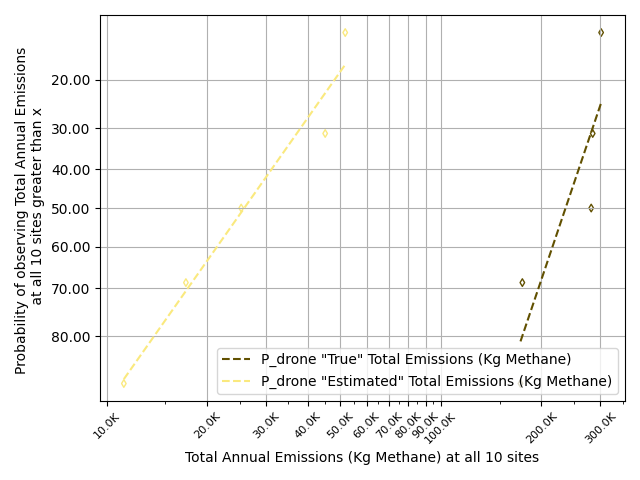 Probability of observing Total Annual Emissions
at all 10 sites greater than x
20.00
30.00
40.00
50.00
60.00
70.00
80.00
P_drone "True" Total Emissions (Kg Methane)
P_drone "Estimated" Total Emissions (Kg Methane)
10.0K
20.0K
30.0K
40.0K
50.0K
60.0K
70.0K
80.0K
90.0K
100.0K
200.0K
300.0K
Total Annual Emissions (Kg Methane) at all 10 sites